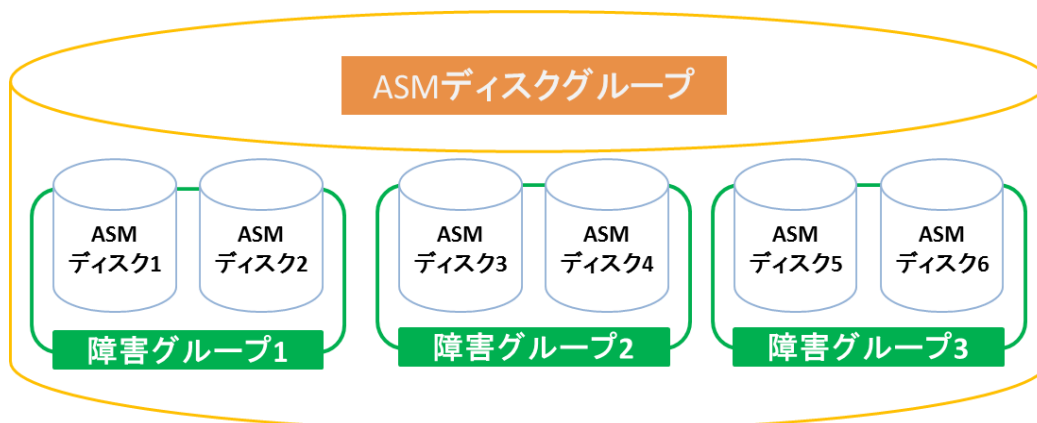 ASMディスクグループ
ASM
ディスク1
ASM
ディスク2
ASM
ディスク3
ASM
ディスク4
ASM
ディスク5
ASM
ディスク6
障害グループ1
障害グループ2
障害グループ3